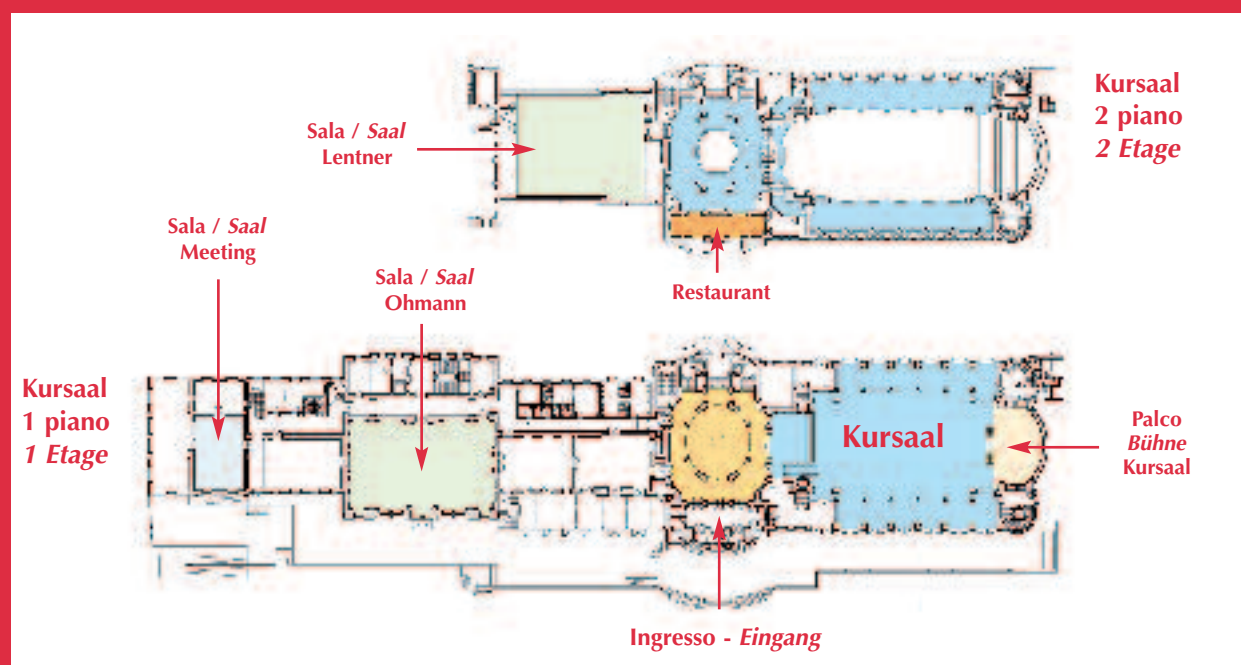 Kursaal
2 piano
2 Etage
Sala / Saal
Lentner
Sala / Saal
Meeting
Sala / Saal
Ohmann
Restaurant
Kursaal
1 piano
1 Etage
Kursaal
Palco
Bühne
Kursaal
Ingresso - Eingang